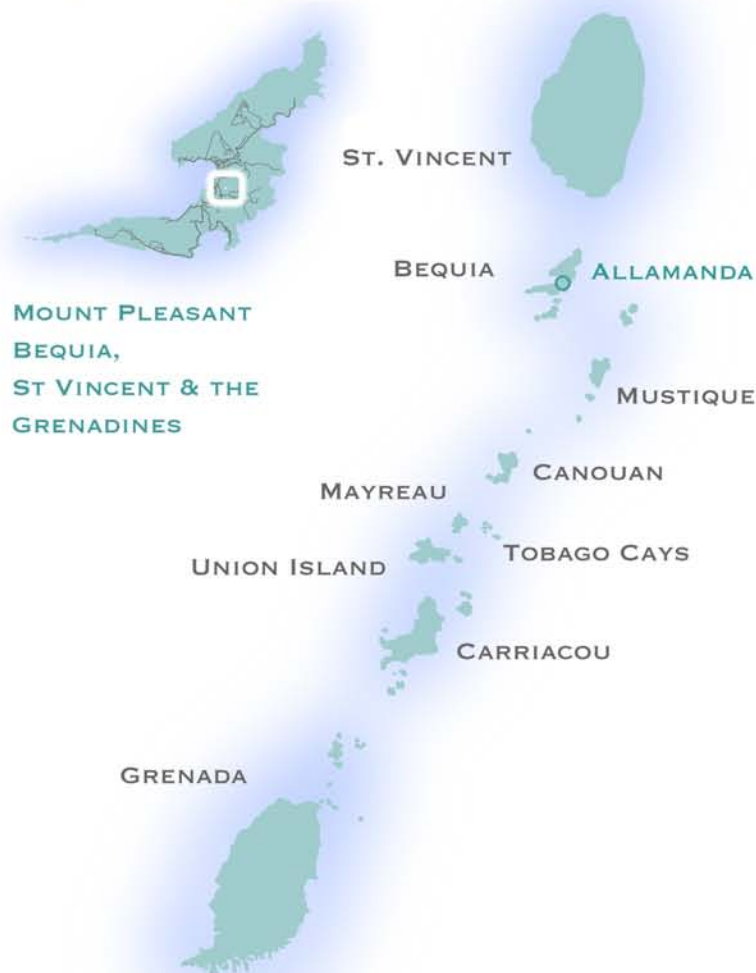 St. Vincent
Bequia
Allamanda
Mount Pleasant
Bequia,
St Vincent & the
Grenadines
Mustique
Canouan
Mayreau
Tobago Cays
Union Island
Carriacou
Grenada